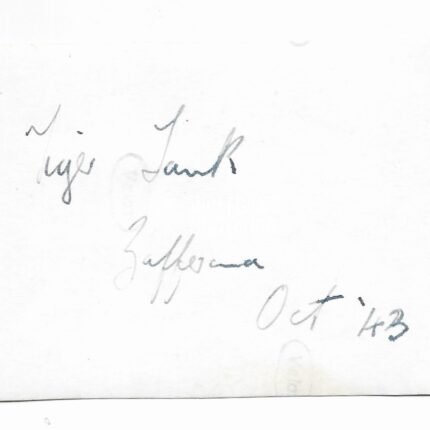 Tiger Tank
Zafferana
Oct '43